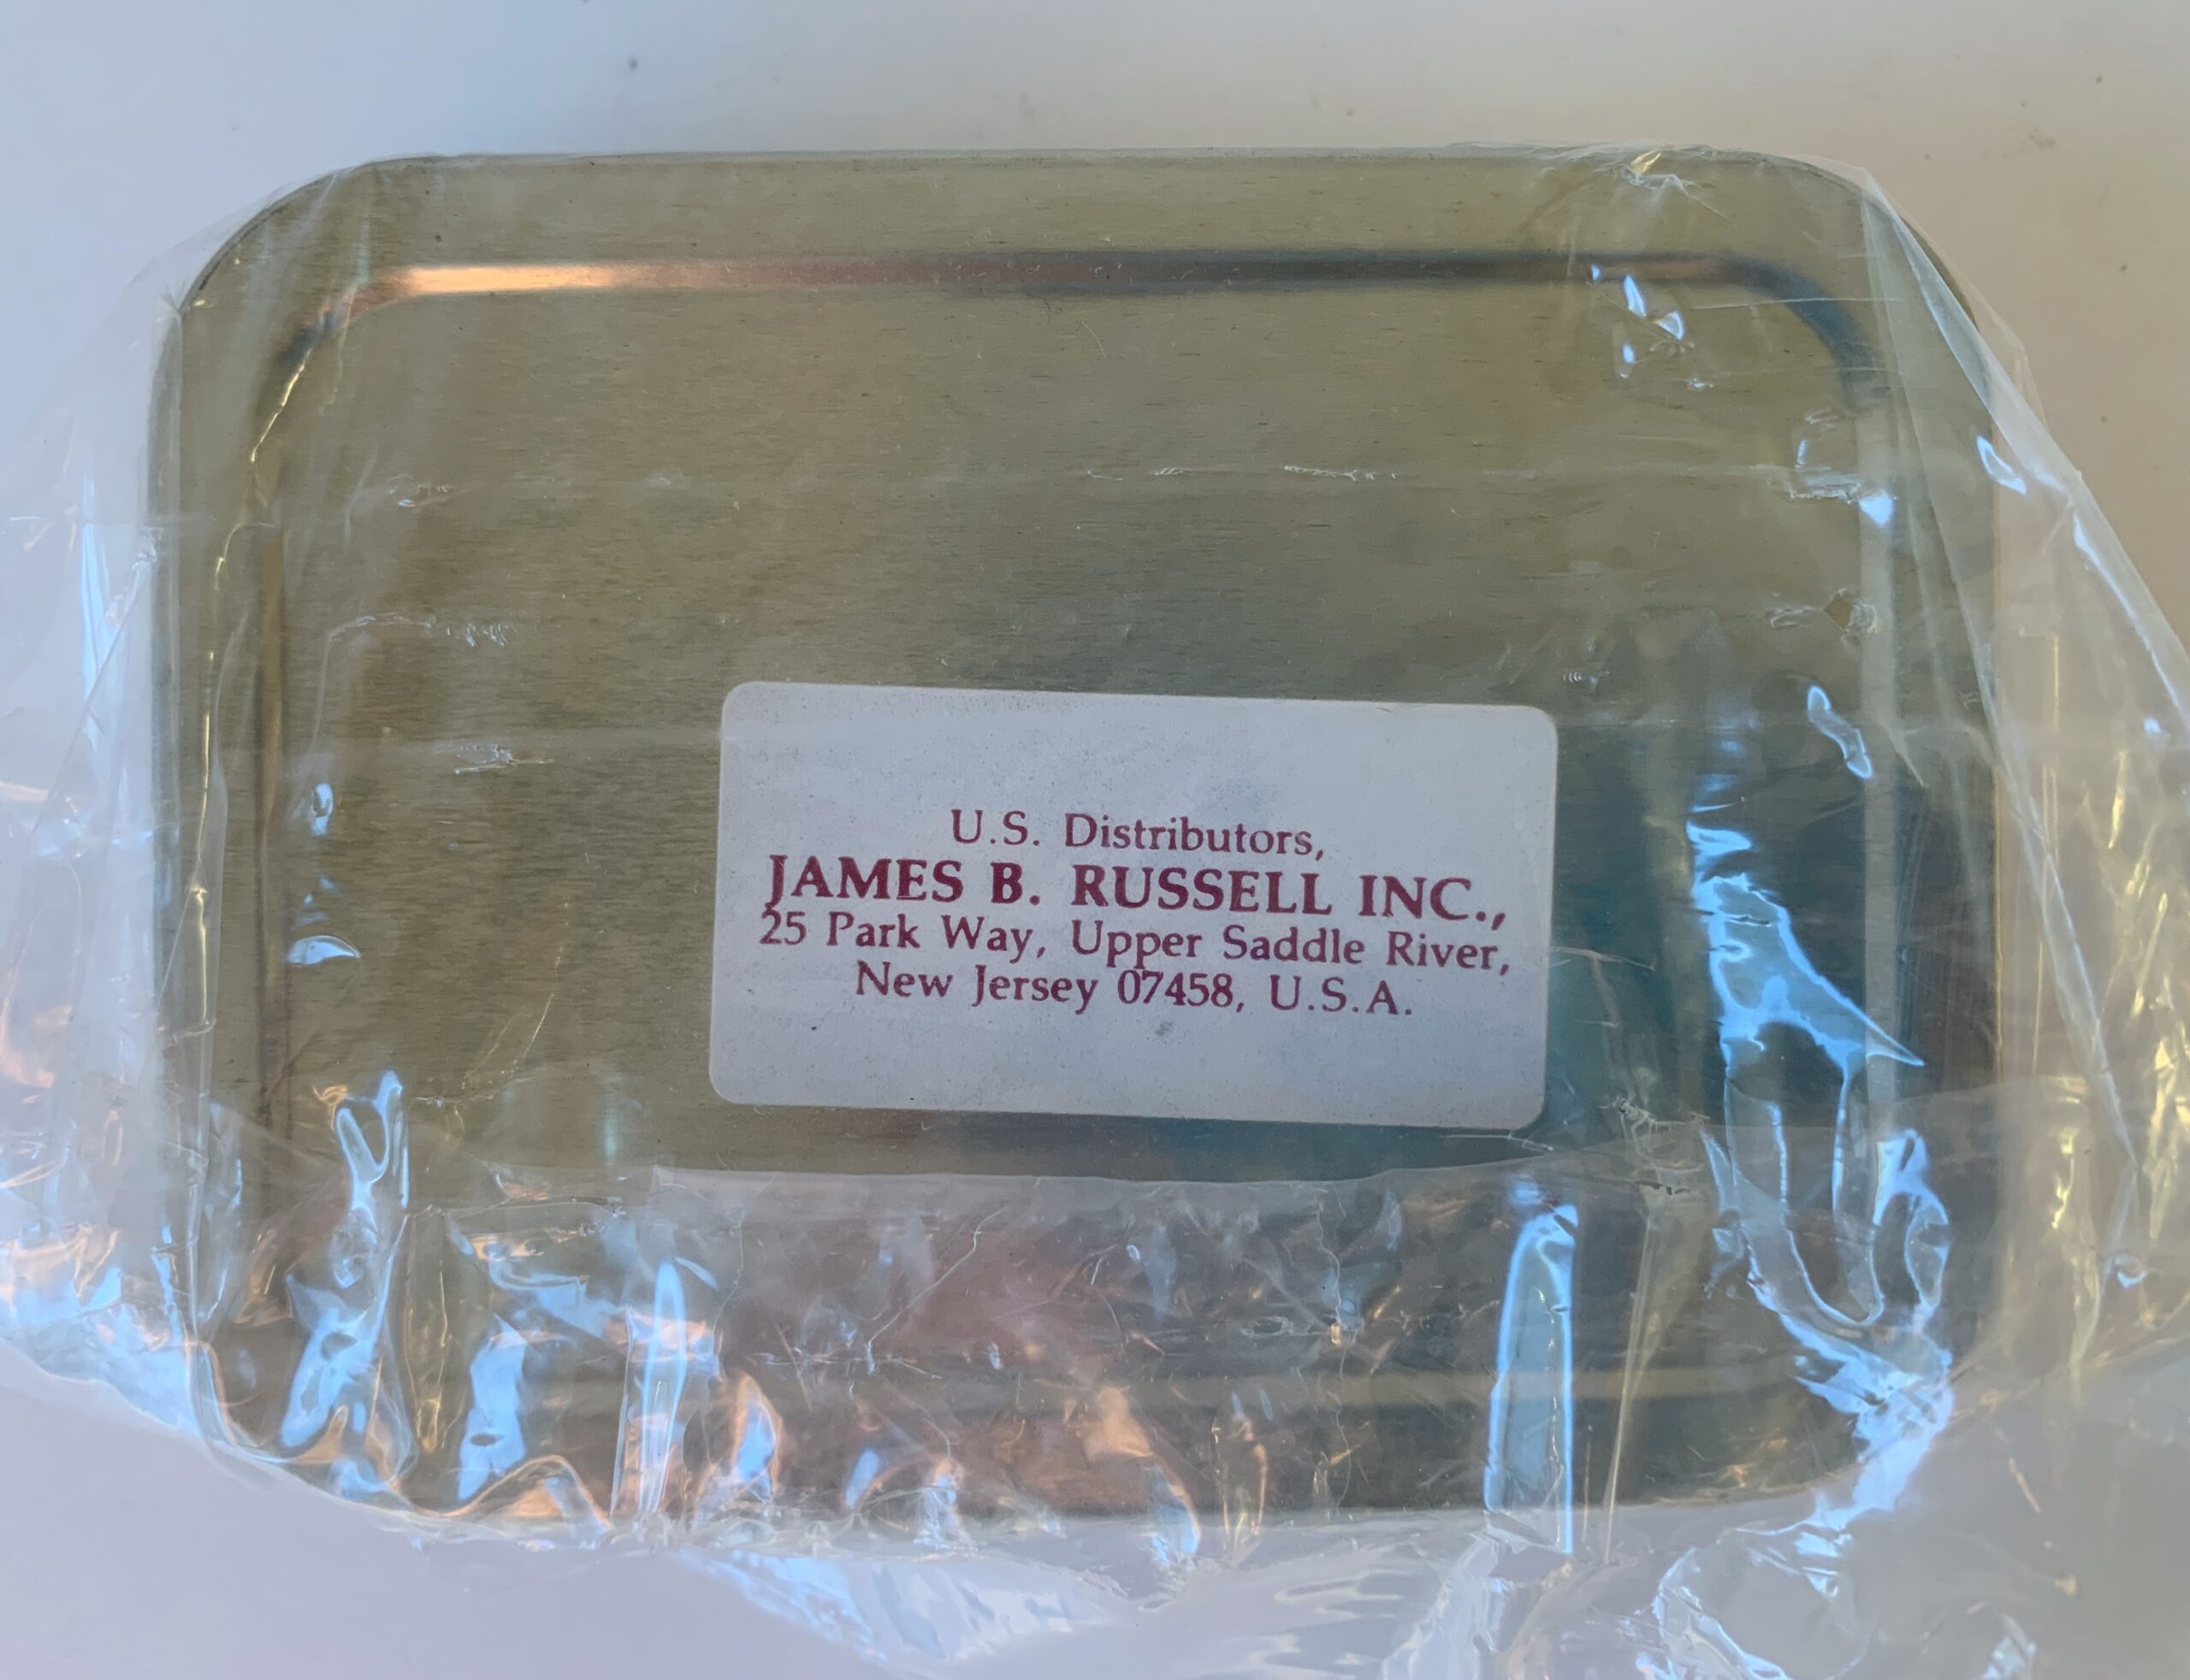 U.S. Distributors,
JAMES B. RUSSELL INC.,
25 Park Way, Upper Saddle River,
New Jersey 07458, U.S.A.